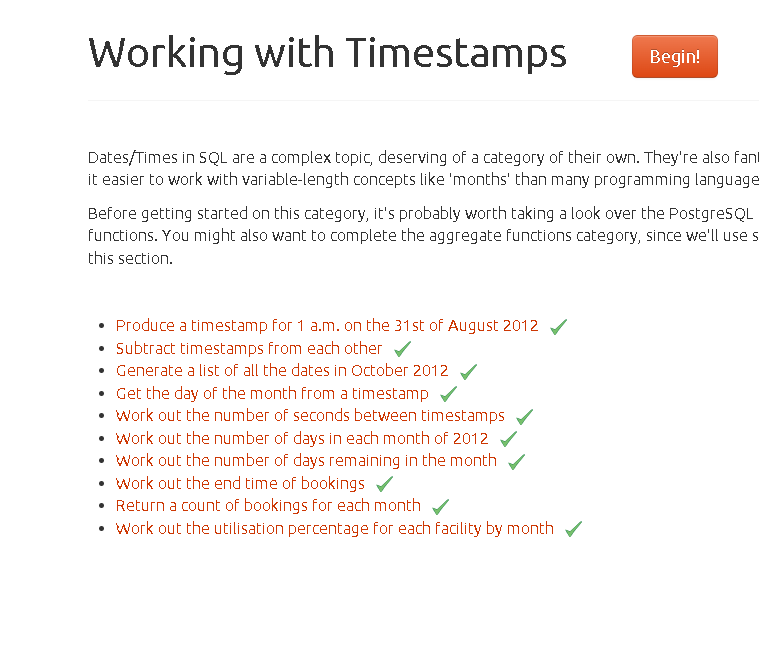 Working with Timestamps
Begin!
Dates/Times in SQL are a complex topic, deserving of a category of their own. They're also
it easier to work with variable-length concepts like 'months' than many programming
Before getting started on this category, it's probably worth taking a look over the PostgreSQL
functions. You might also want to complete the aggregate functions category, since we'll use
this section.
Produce a timestamp for 1 a.m. on the 31st of August 2012
Subtract timestamps from each other
Generate a list of all the dates in October 2012
Get the day of the month from a timestamp
Work out the number of seconds between timestamps
Work out the number of days in each month of 2012
Work out the number of days remaining in the month
Work out the end time of bookings
Return a count of bookings for each month
Work out the utilisation percentage for each facility by month